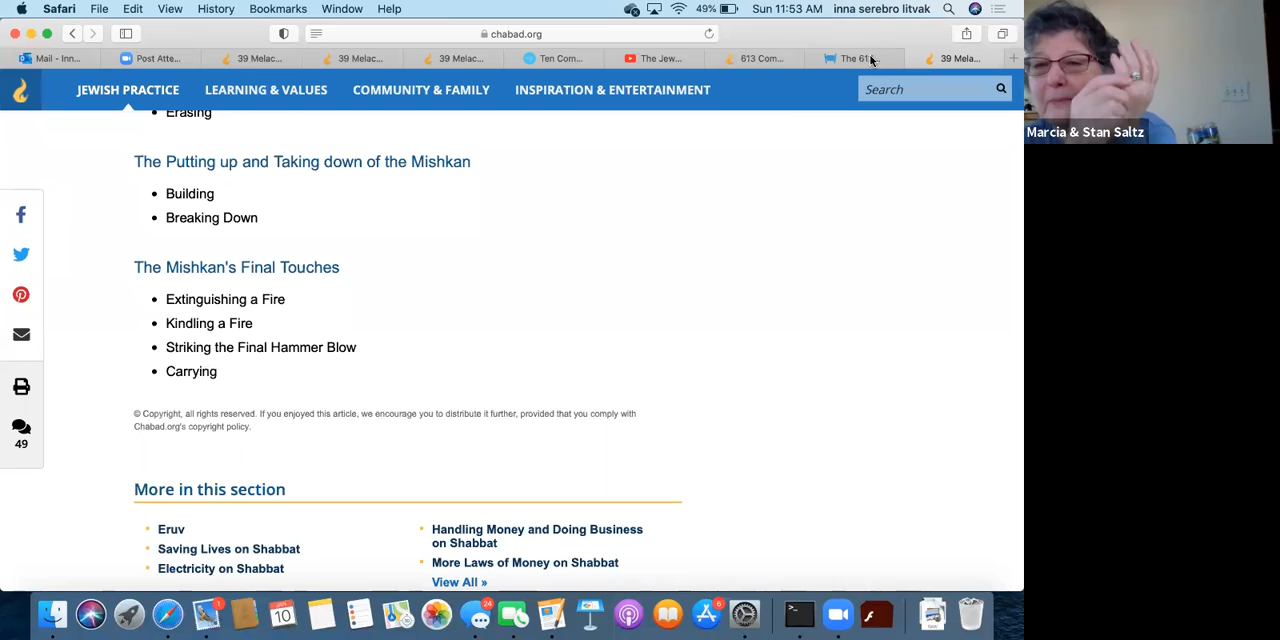 Safari File Edit View History Bookmarks Window Help 49% Sun 11:53 AM inna serebro litvak
chabad.org
Mail - Inn... Post Atte... 39 Melac... 39 Melac... 39 Melac... Ten Com... The Jew... 613 Com... The 61 39 Mela...
JEWISH PRACTICE LEARNING & VALUES COMMUNITY & FAMILY INSPIRATION & ENTERTAINMENT Search
Marcia & Stan Saltz
• Erasing
The Putting up and Taking down of the Mishkan
• Building
• Breaking Down
The Mishkan's Final Touches
• Extinguishing a Fire
• Kindling a Fire
• Striking the Final Hammer Blow
• Carrying
© Copyright, all rights reserved. If you enjoyed this article, we encourage you to distribute it further, provided that you comply with
Chabad.org's copyright policy.
49
More in this section
Eruv
Saving Lives on Shabbat
Electricity on Shabbat
Handling Money and Doing Business
on Shabbat
More Laws of Money on Shabbat
View All »
1
10
24
6